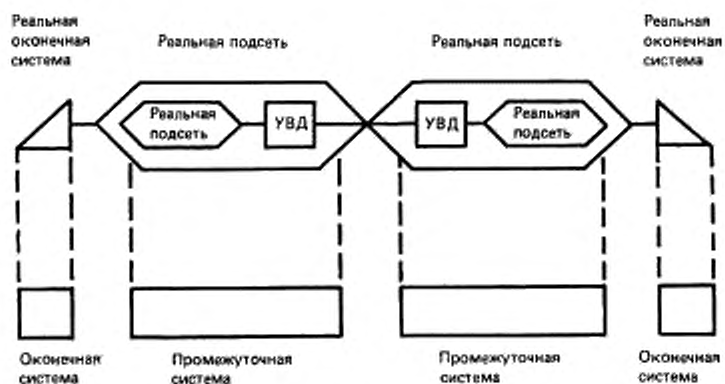 Реальная
оконечная
система
Реальная подсеть
Реальная подсеть
Реальная
оконечная
система
Реальная
подсеть
УВД
УВД
Реальная
подсеть
Оконечная
система
Промежуточная
система
Промежуточная
система
Оконечная
система